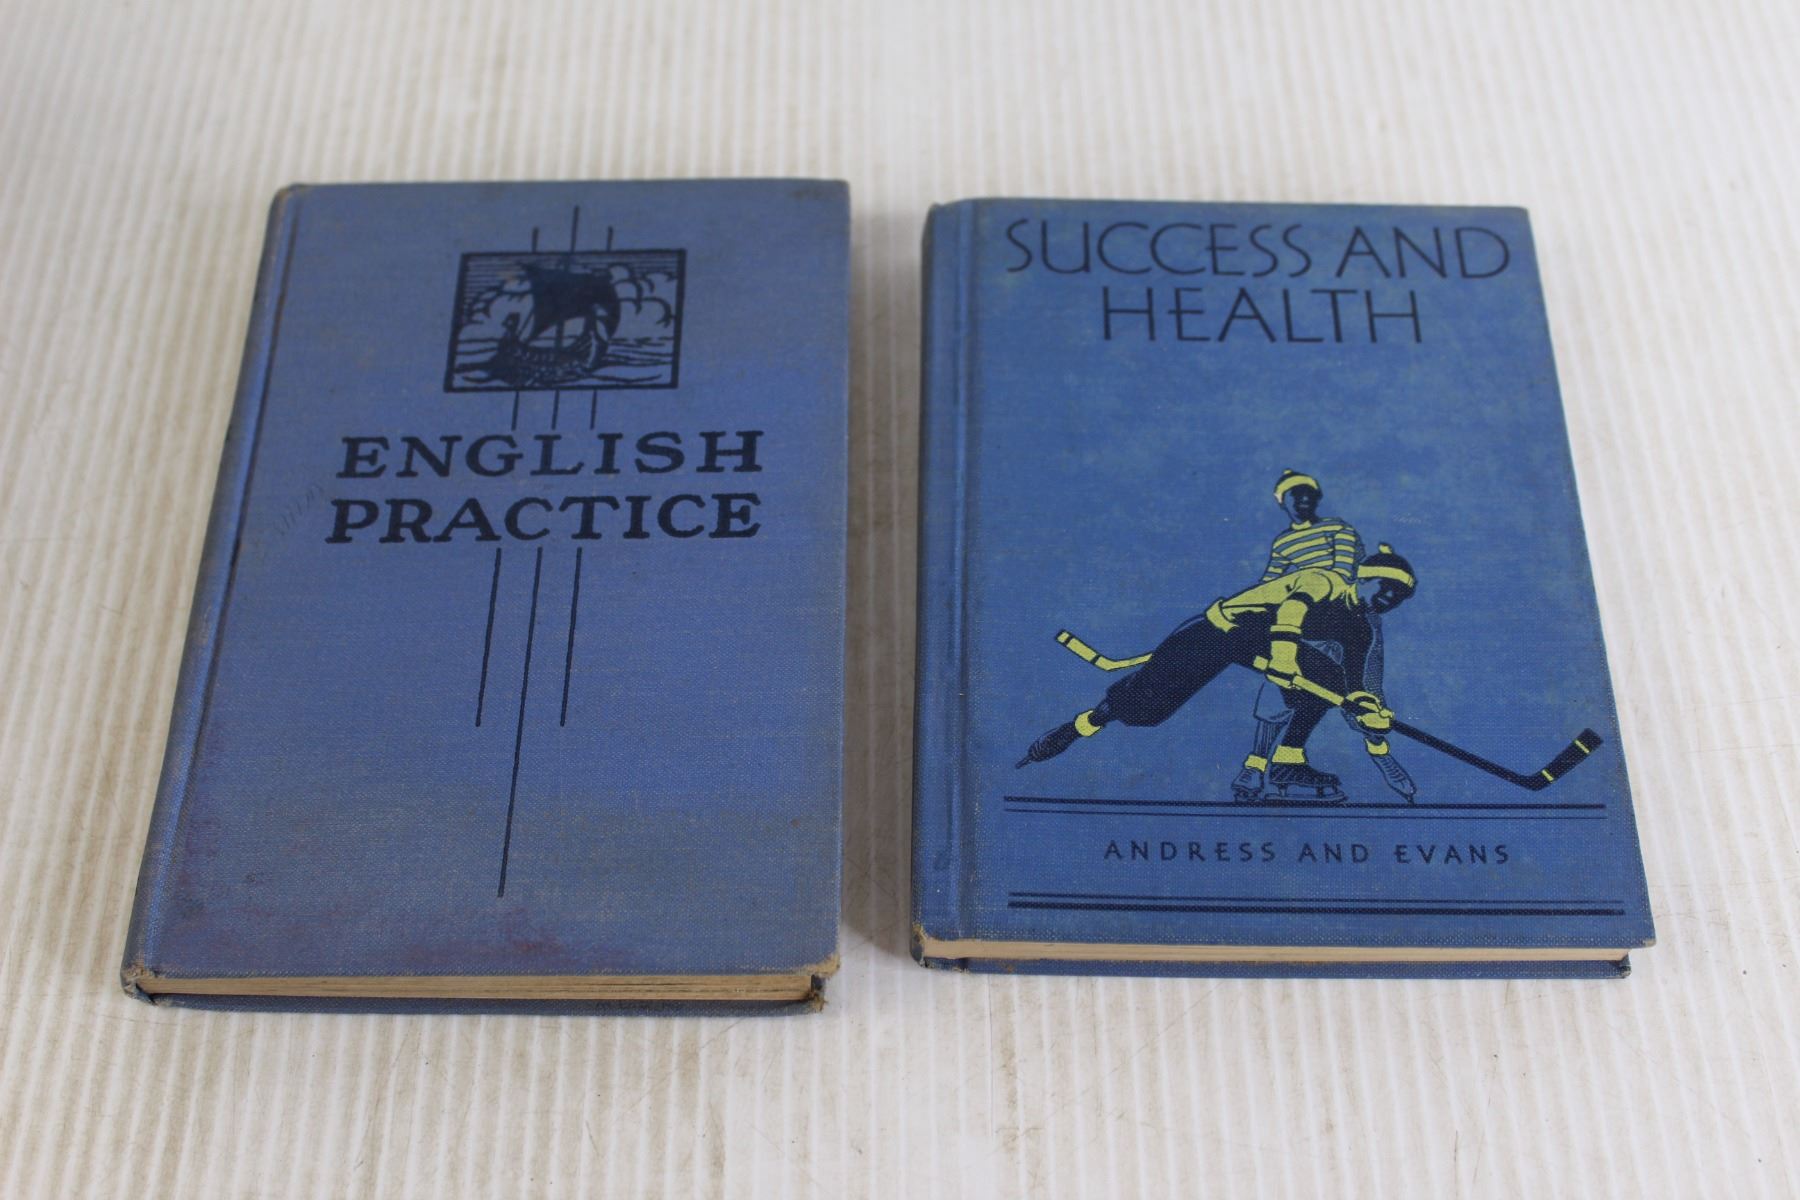 ENGLISH
PRACTICE
SUCCESS AND
HEALTH
ANDRESS AND EVANS